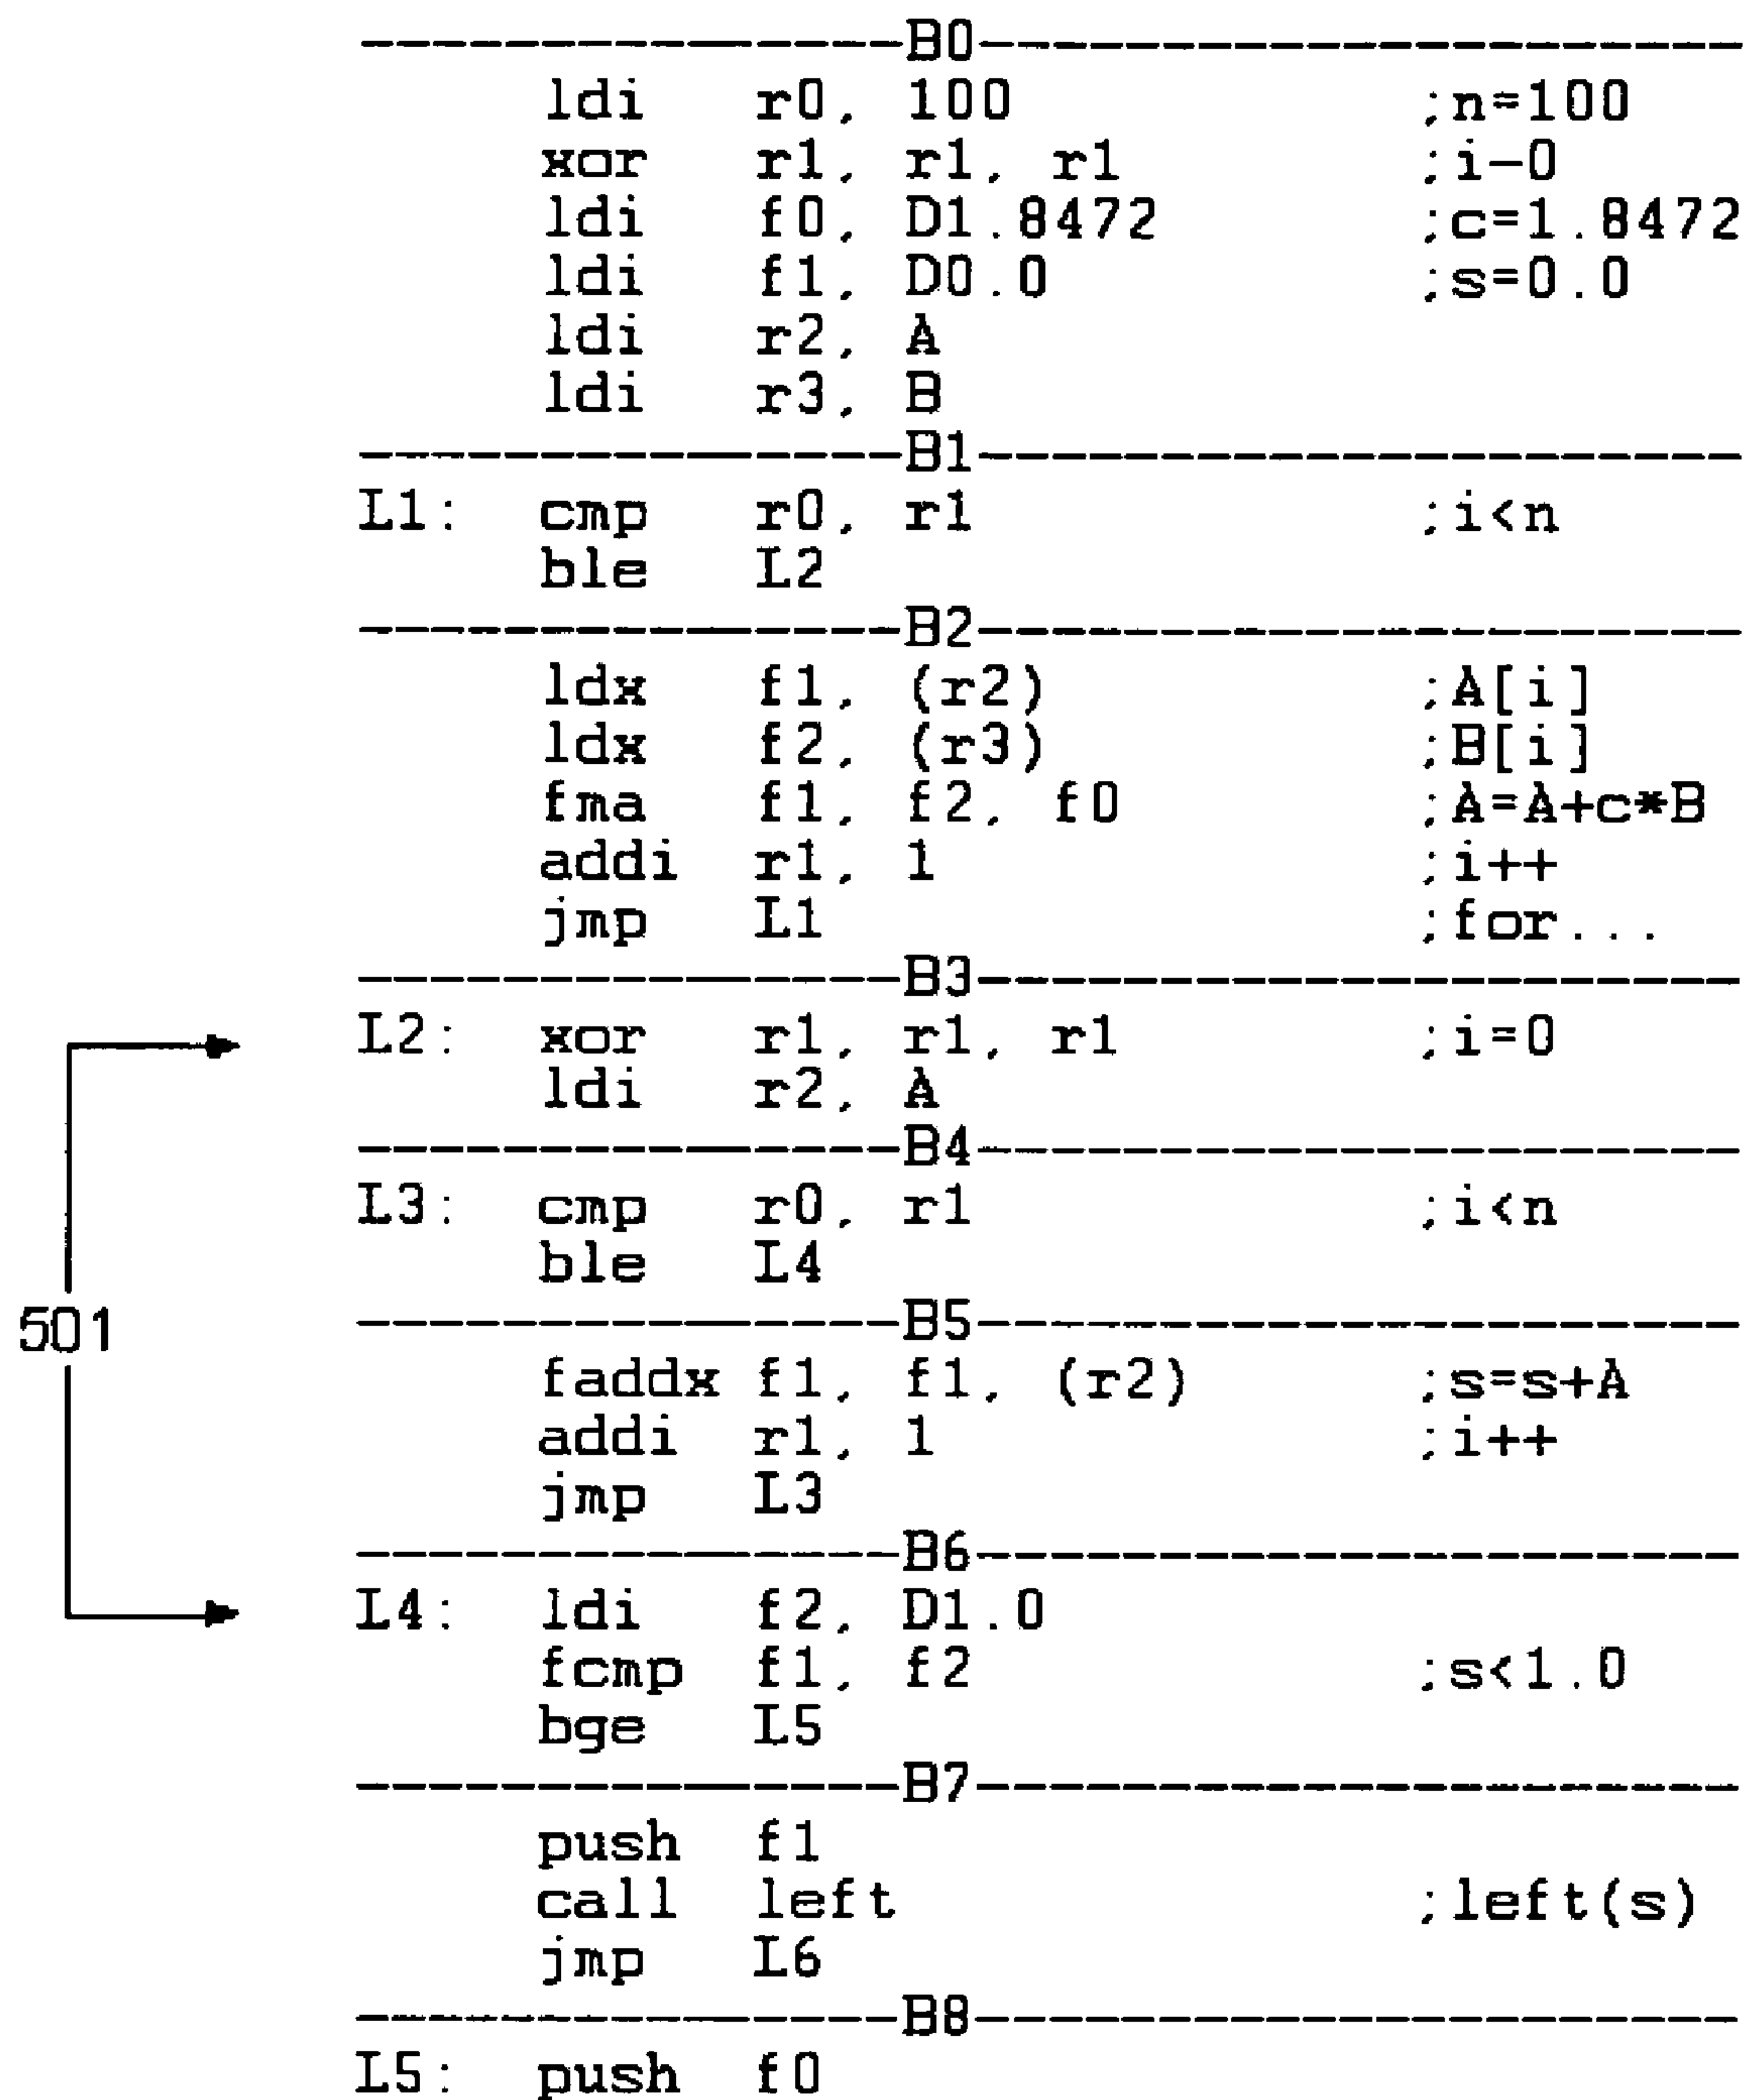 ---------------B0---------------------
ldi r0, 100 ;n=100
xor r1, r1, r1 ;i-0
ldi f0, D1.8472 ;c=1.8472
ldi f1, D0.0 ;s=0.0
ldi r2, A
ldi r3, B
---------------B1---------------------
L1: cmp r0, r1 ;i<n
ble L2
---------------B2---------------------
ldx f1, (r2) ;A[i]
ldx f2, (r3) ;B[i]
fma f1, f2, f0 ;A=A+c*B
addi r1, 1 ;i++
jmp L1 ;for...
---------------B3---------------------
L2: xor r1, r1, r1 ;i=0
ldi r2, A
---------------B4---------------------
L3: cmp r0, r1 ;i<n
ble L4
501
---------------B5---------------------
faddx f1, f1, (r2) ;s=s+A
addi r1, 1 ;i++
jmp L3
---------------B6---------------------
L4: ldi f2, D1.0
fcmp f1, f2 ;s<1.0
bge L5
---------------B7---------------------
push f1
call left ;left(s)
jmp L6
---------------B8---------------------
L5: push f0